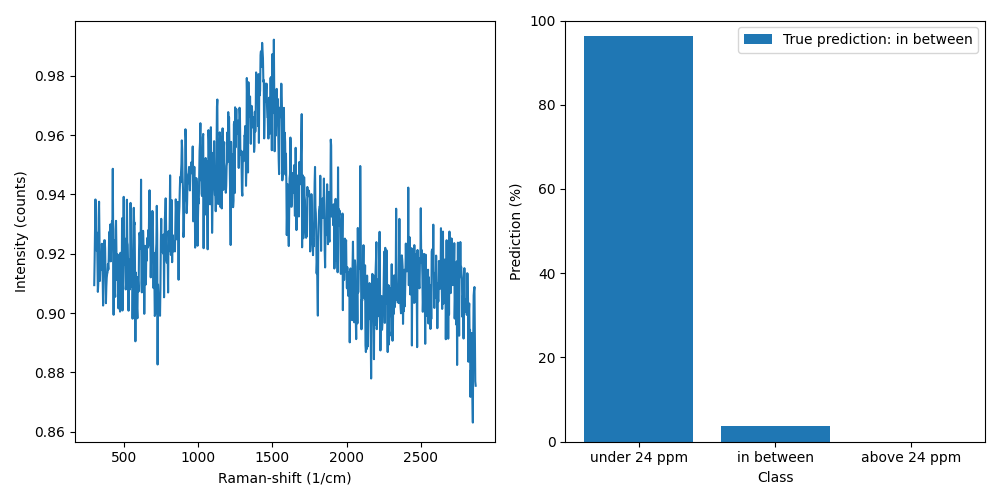 0.98
0.96
0.94
0.92
0.90
0.88
0.86
Intensity (counts)
500
1000
1500
2000
2500
Raman-shift (1/cm)
100
80
60
40
20
0
Prediction (%)
True prediction: in between
under 24 ppm
in between
above 24 ppm
Class